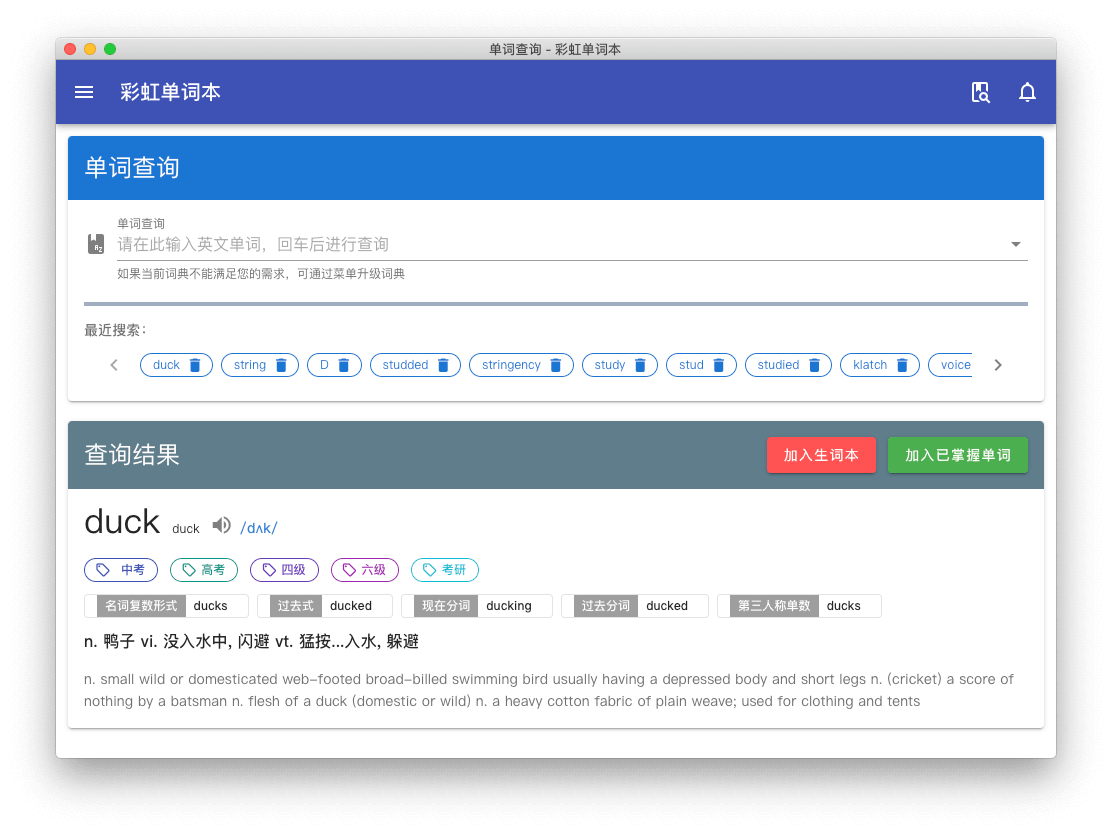 单词查询 - 彩虹单词本
彩虹单词本
单词查询
单词查询
请在此输入英文单词，回车后进行查询
如果当前词典不能满足您的需求，可通过菜单升级词典
最近搜索：
duck string D studded stringency study stud studied klatch voice
查询结果 加入生词本 加入已掌握单词
duck duck /dʌk/
中考 高考 四级 六级 考研
名词复数形式 ducks 过去式 ducked 现在分词 ducking 过去分词 ducked 第三人称单数 ducks
n. 鸭子 vi. 没入水中, 闪避 vt. 猛按...入水, 躲避
n. small wild or domesticated web-footed broad-billed swimming bird usually having a depressed body and short legs n. (cricket) a score of
nothing by a batsman n. flesh of a duck (domestic or wild) n. a heavy cotton fabric of plain weave; used for clothing and tents